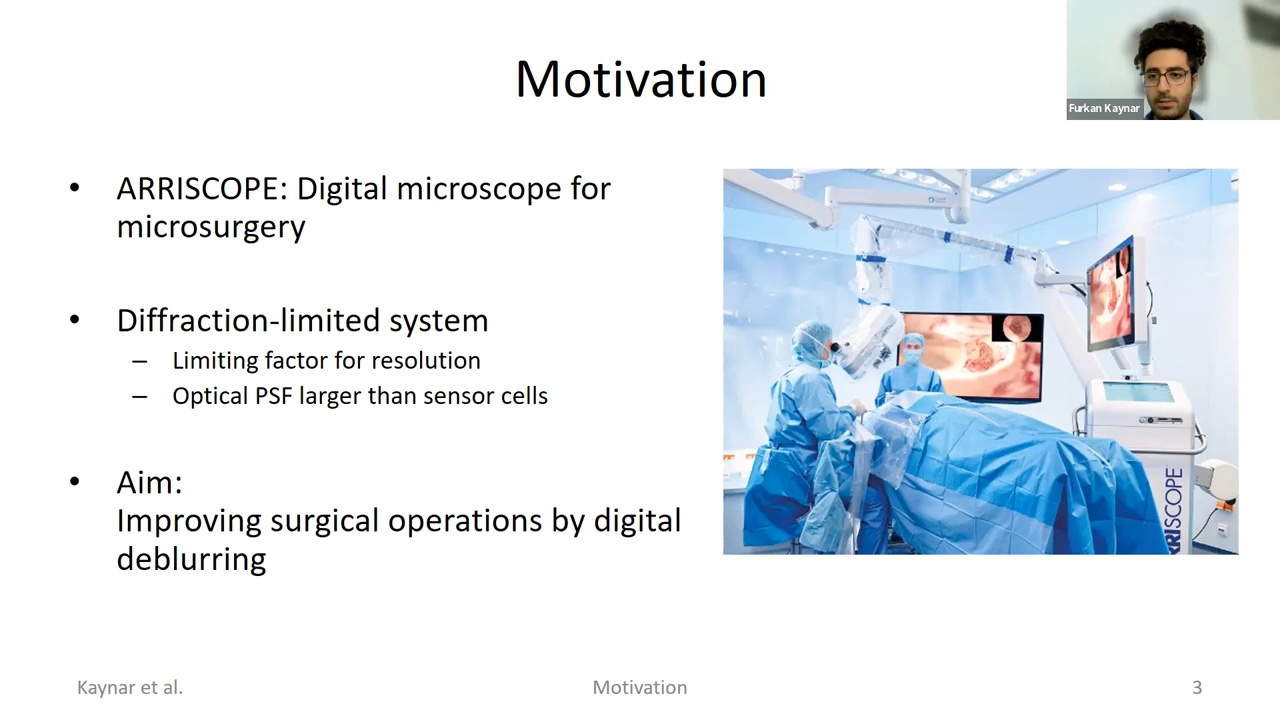 Motivation
Furkan Kaynar
• ARRISCOPE: Digital microscope for
microsurgery
• Diffraction-limited system
– Limiting factor for resolution
– Optical PSF larger than sensor cells
• Aim:
Improving surgical operations by digital
deblurring
RRISCOPE
Kaynar et al.
Motivation
3